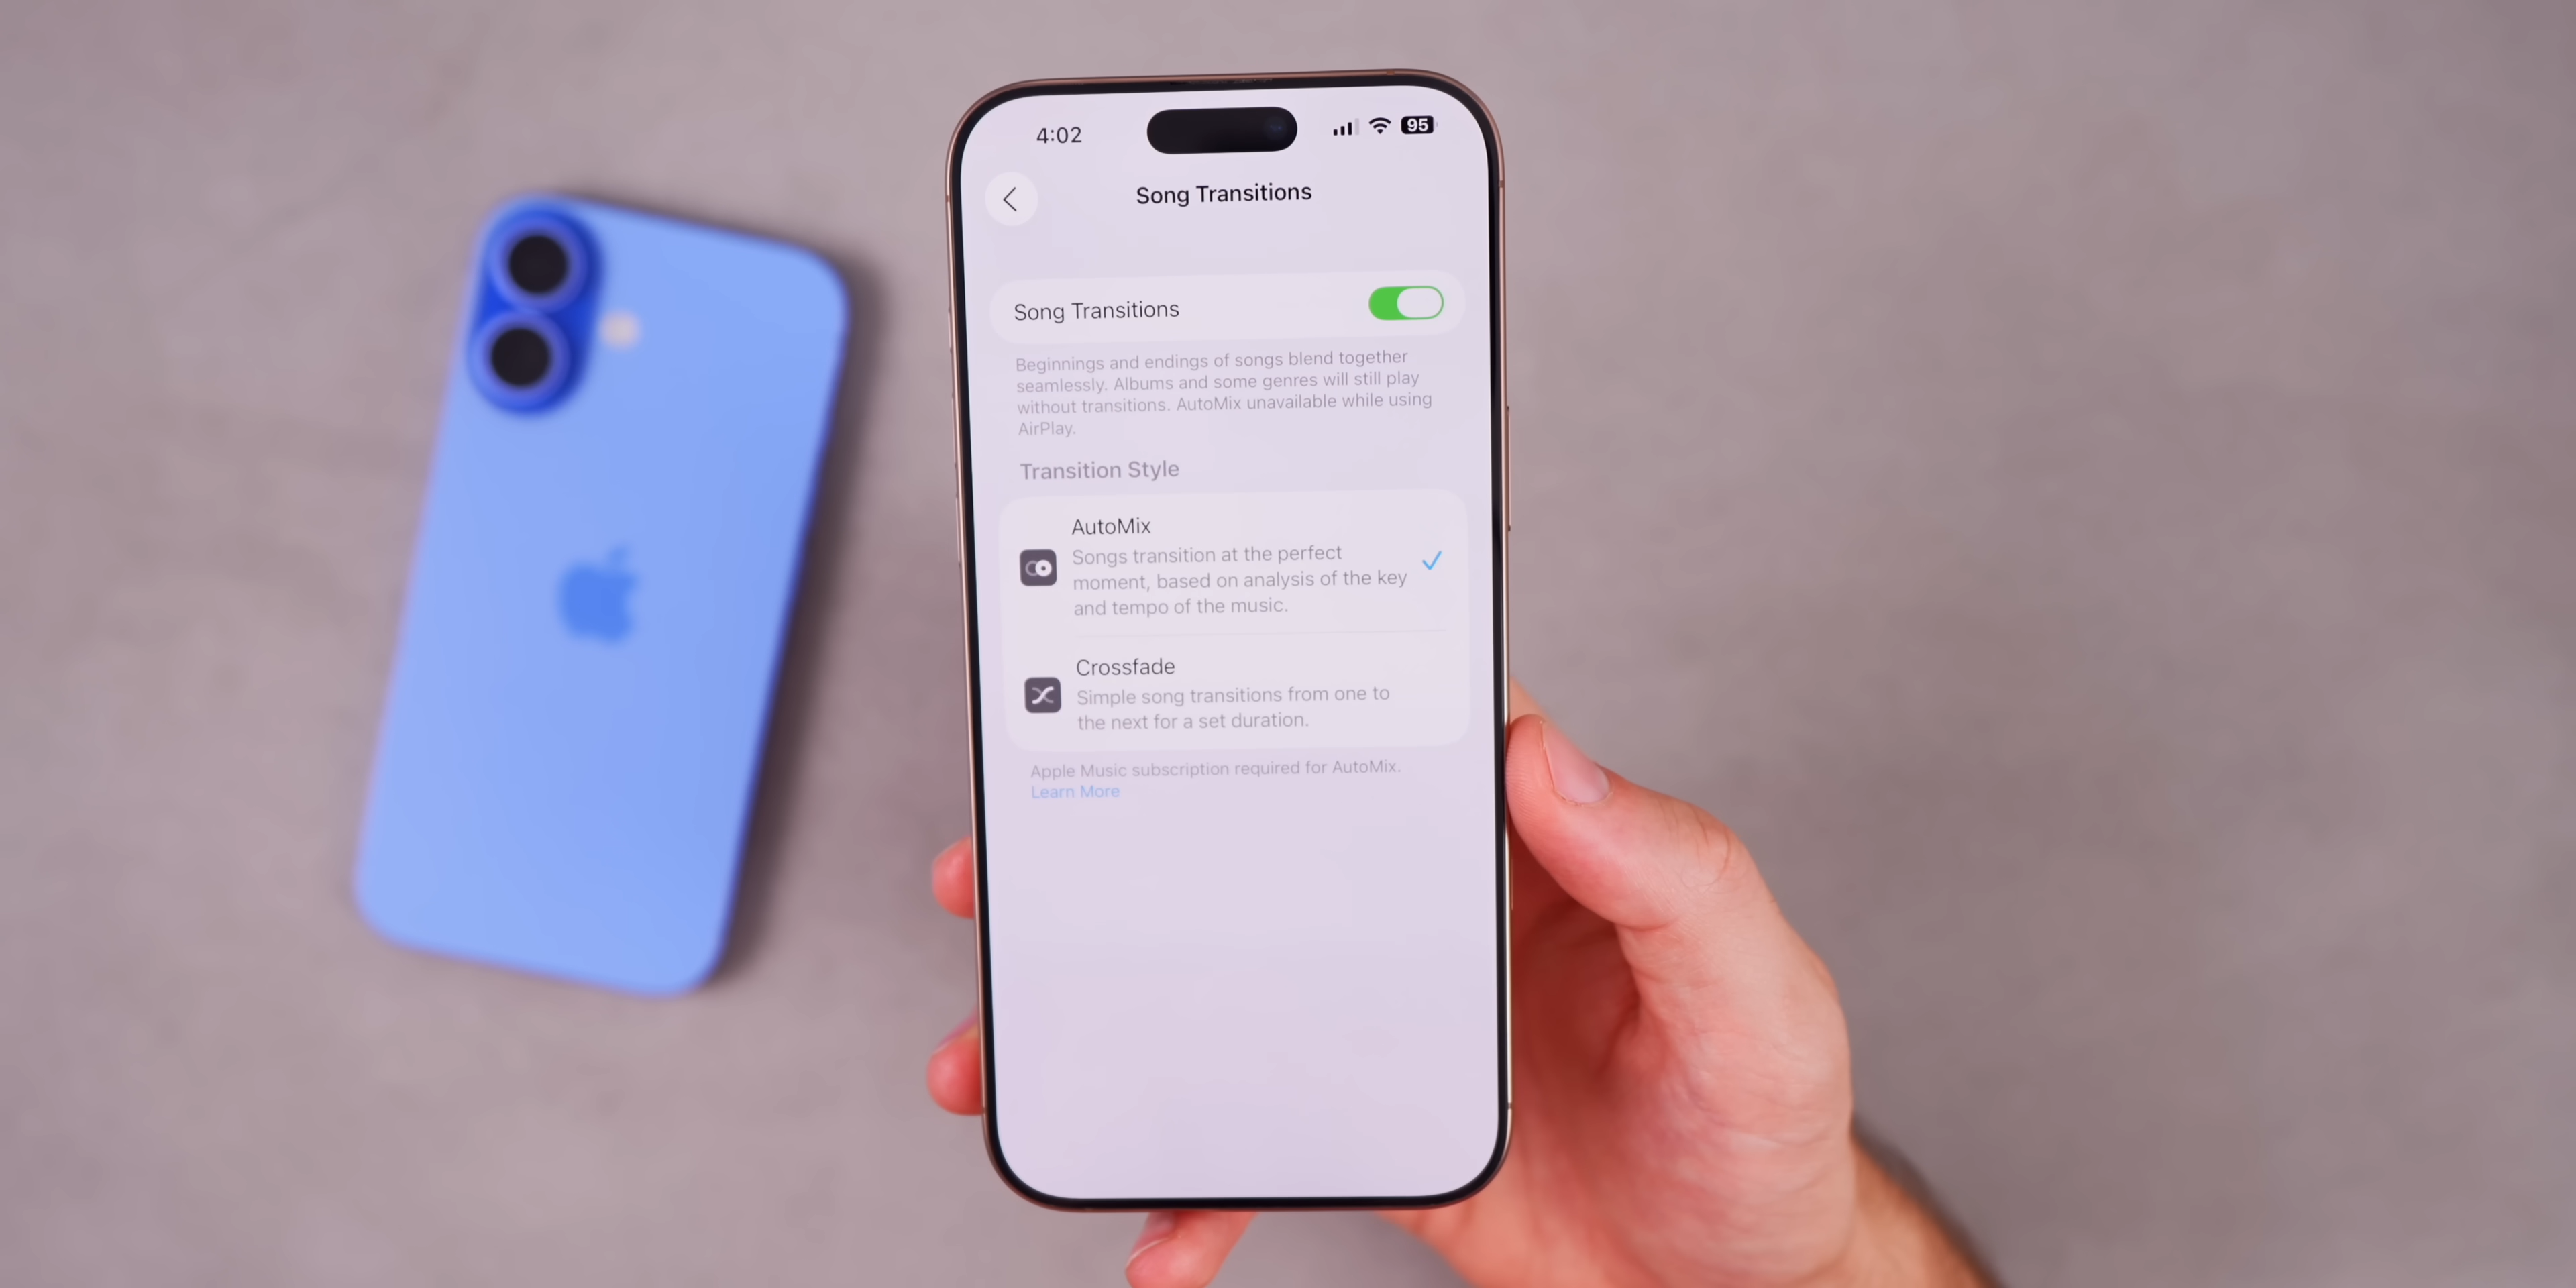 4:02
95
Song Transitions
Song Transitions
Beginnings and endings of songs blend together
seamlessly. Albums and some genres will still play
without transitions. AutoMix unavailable while using
AirPlay.
Transition Style
AutoMix
Songs transition at the perfect
moment, based on analysis of the key
and tempo of the music.
Crossfade
Simple song transitions from one to
the next for a set duration.
Apple Music subscription required for AutoMix.
Learn More